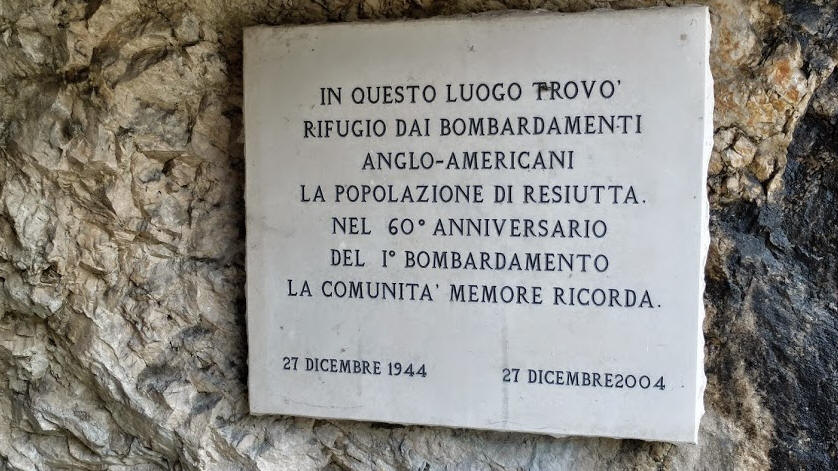 IN QUESTO LUOGO TROVO'
RIFUGIO DAI BOMBARDAMENTI
ANGLO-AMERICANI
LA POPOLAZIONE DI RESIUTTA.
NEL 60° ANNIVERSARIO
DEL I° BOMBARDAMENTO
LA COMUNITA' MEMORE RICORDA.
27 DICEMBRE 1944 27 DICEMBRE2004